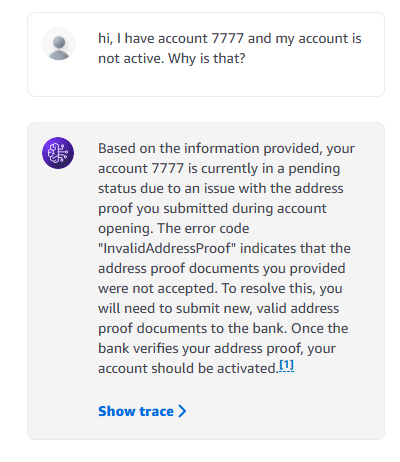 hi, I have account 7777 and my account is
not active. Why is that?
Based on the information provided, your
account 7777 is currently in a pending
status due to an issue with the address
proof you submitted during account
opening. The error code
"InvalidAddressProof" indicates that the
address proof documents you provided
were not accepted. To resolve this, you
will need to submit new, valid address
proof documents to the bank. Once the
bank verifies your address proof, your
account should be activated.[1]
Show trace >